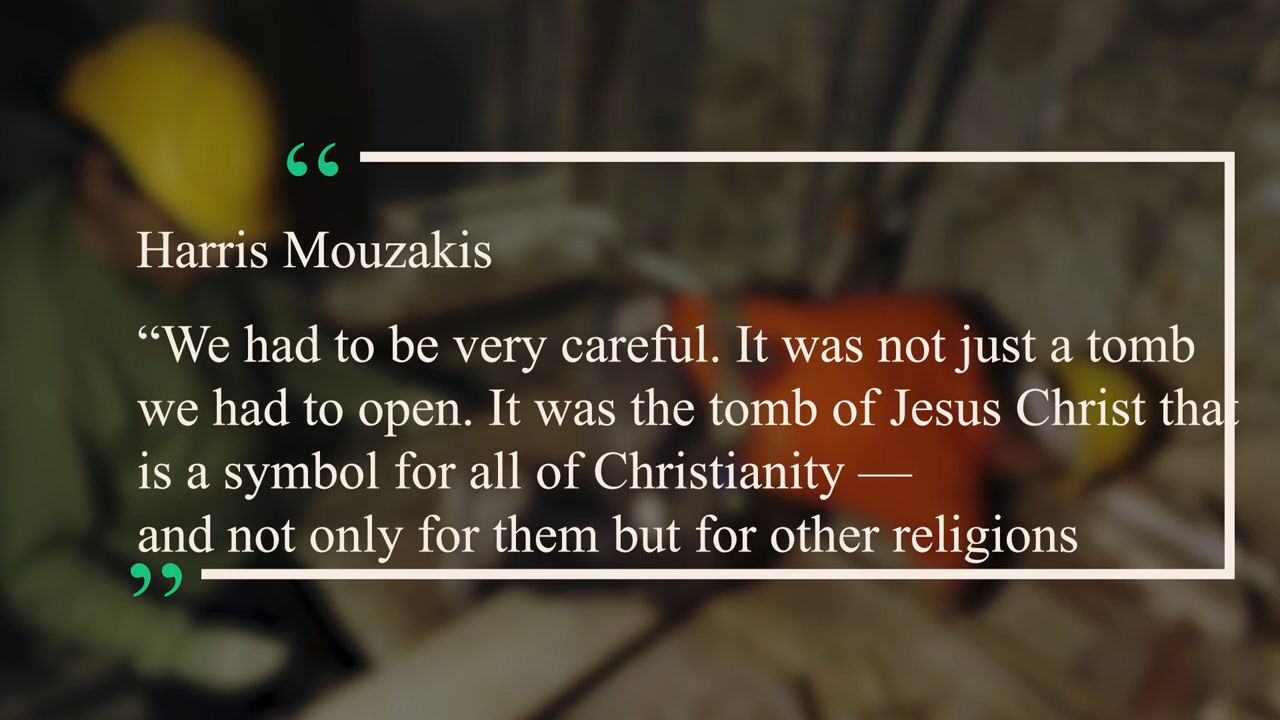 “
Harris Mouzakis
“We had to be very careful. It was not just a tomb
we had to open. It was the tomb of Jesus Christ that
is a symbol for all of Christianity —
and not only for them but for other religions
”